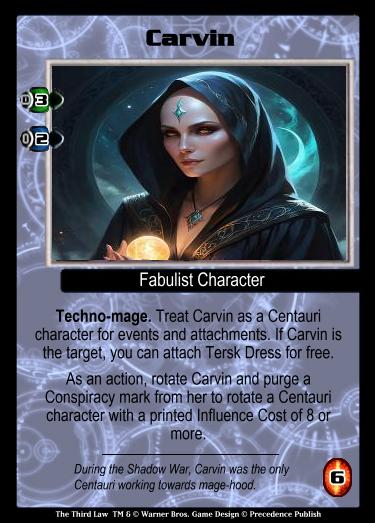 Carvin
3
2
Fabulist Character
Techno-mage. Treat Carvin as a Centauri
character for events and attachments. If Carvin is
the target, you can attach Tersk Dress for free.
As an action, rotate Carvin and purge a
Conspiracy mark from her to rotate a Centauri
character with a printed Influence Cost of 8 or
more.
During the Shadow War, Carvin was the only
Centauri working towards mage-hood.
6
The Third Law TM & © Warner Bros. Game Design © Precedence Publish